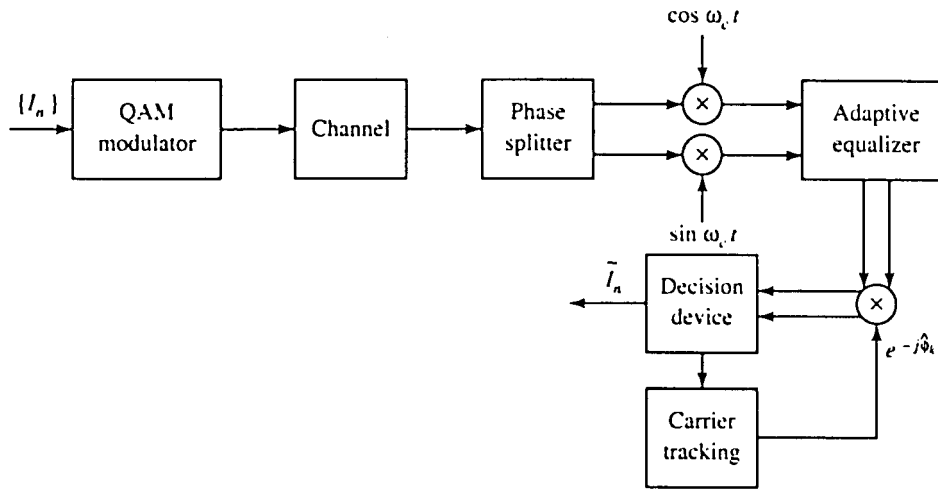 cos ω_c t
{I_n}
QAM
modulator
Channel
Phase
splitter
×
×
Adaptive
equalizer
sin ω_c t
Ĩ_n
Decision
device
×
e^{-jφ̂_k}
Carrier
tracking